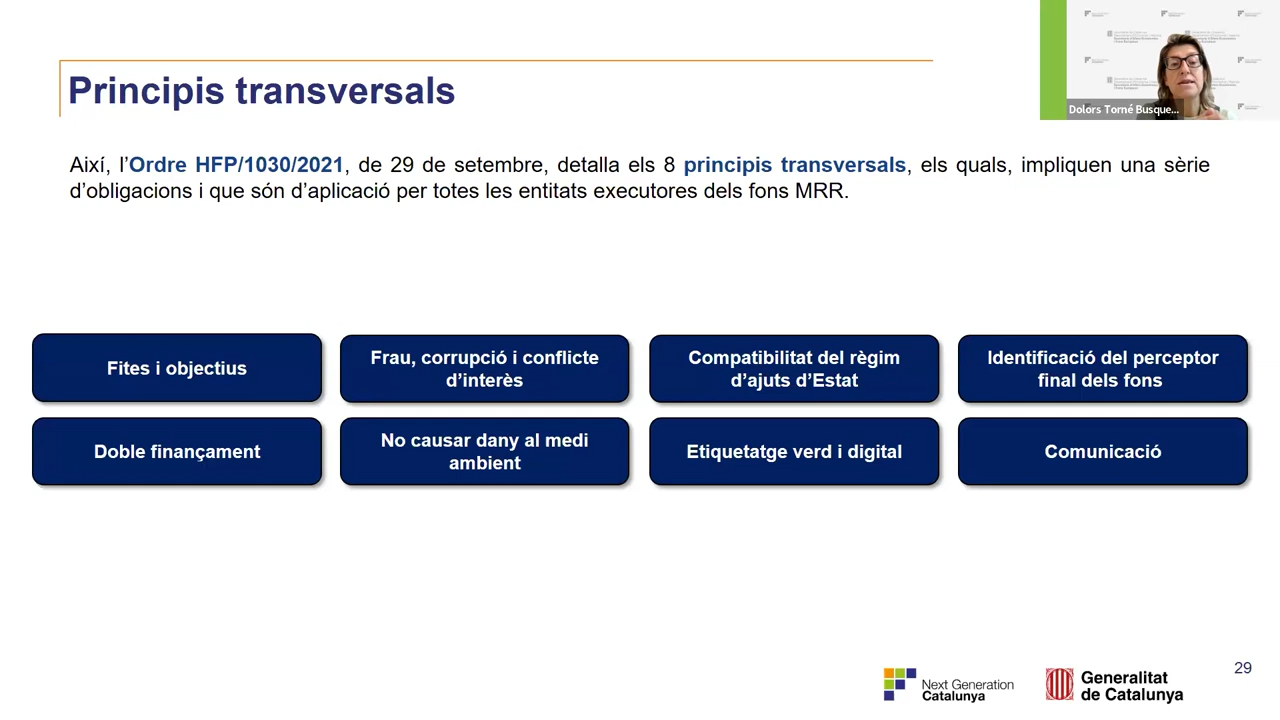 Principis transversals
Dolors Torné Busque...
Així, l’Ordre HFP/1030/2021, de 29 de setembre, detalla els 8 principis transversals, els quals, impliquen una sèrie
d’obligacions i que són d’aplicació per totes les entitats executores dels fons MRR.
Fites i objectius
Frau, corrupció i conflicte
d’interès
Compatibilitat del règim
d’ajuts d’Estat
Identificació del perceptor
final dels fons
Doble finançament
No causar dany al medi
ambient
Etiquetatge verd i digital
Comunicació
Next Generation
Catalunya
Generalitat
de Catalunya
29